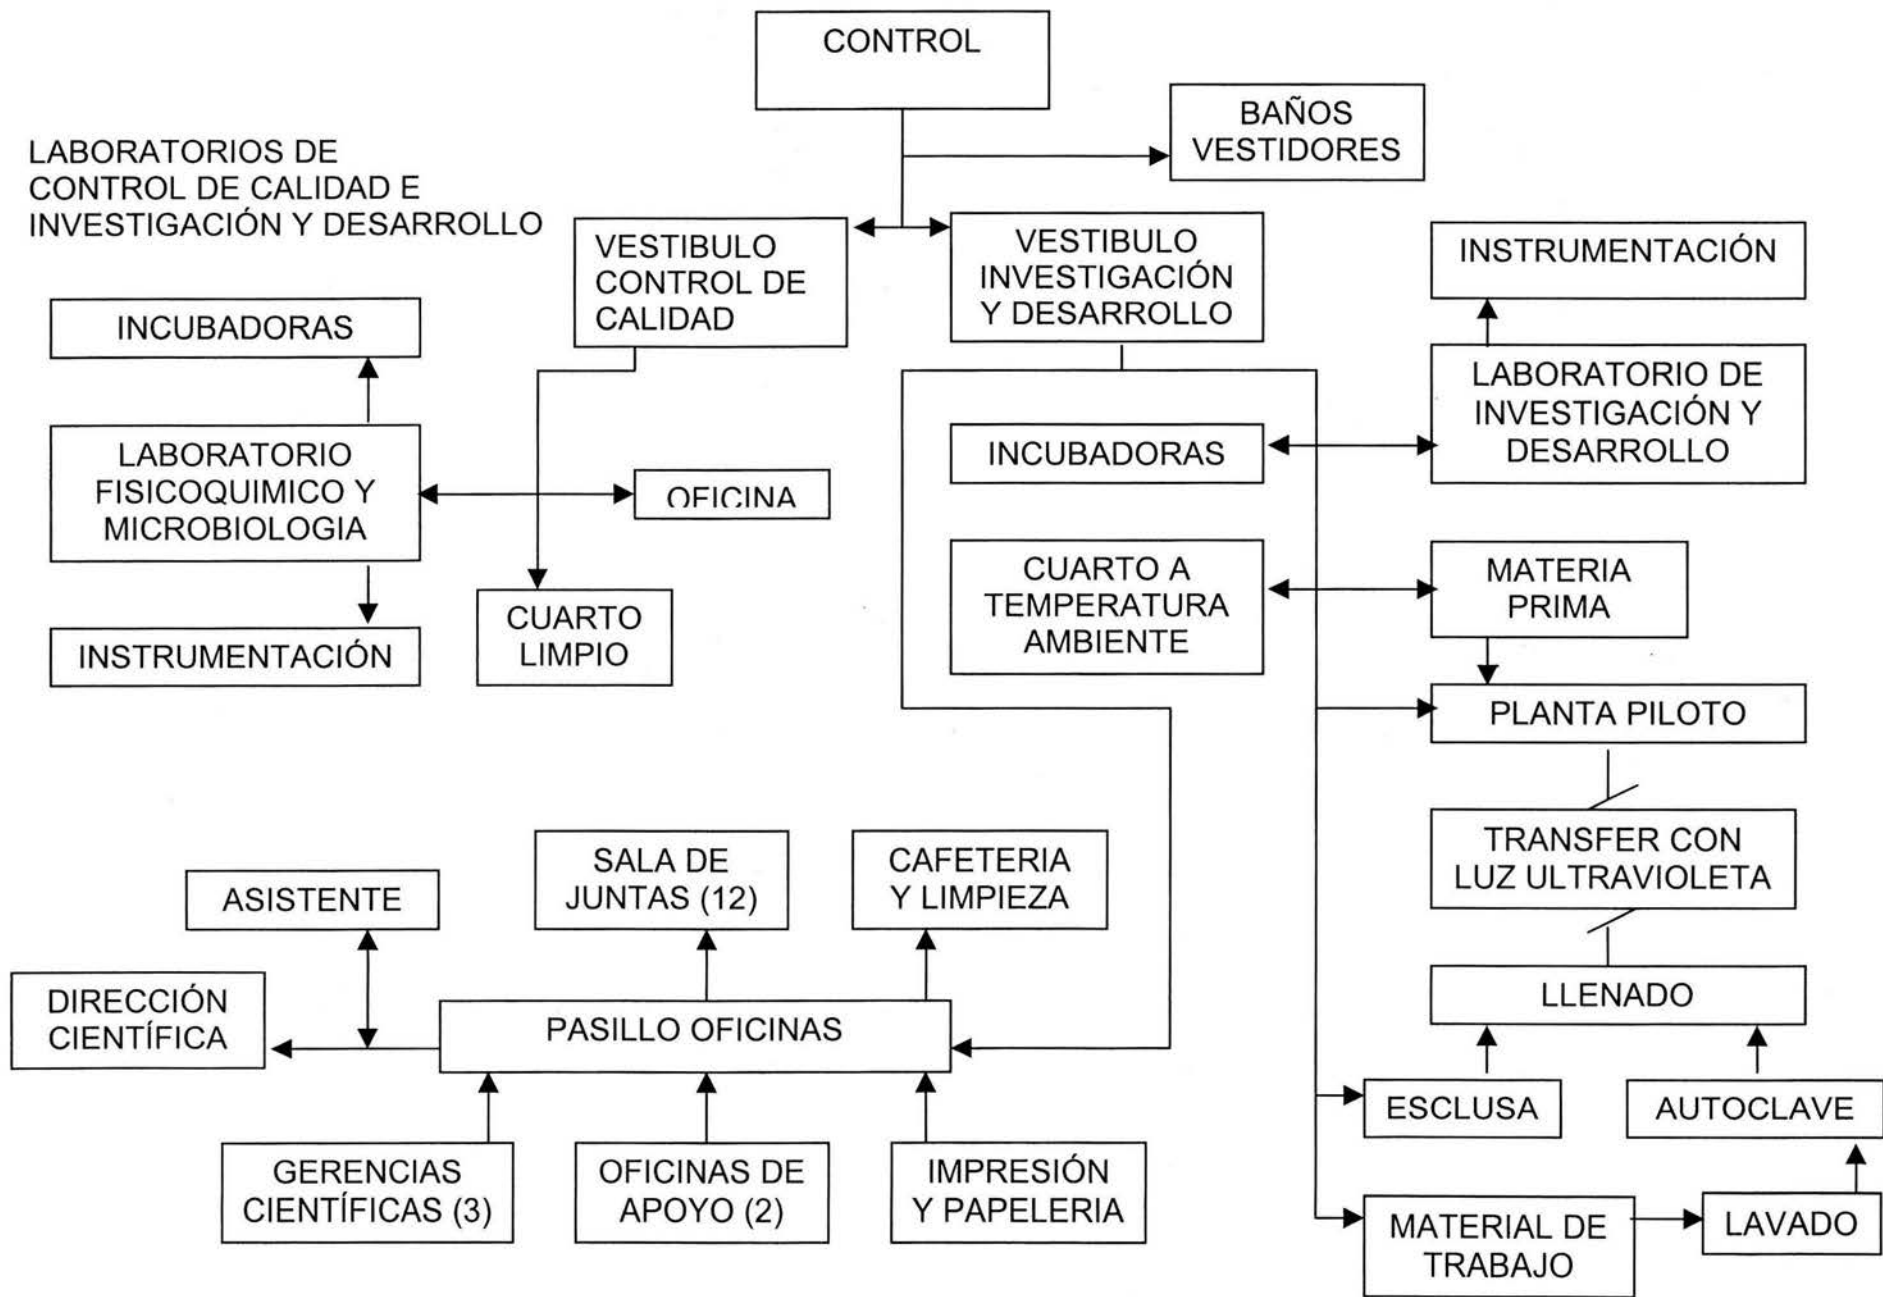 CONTROL
BAÑOS
VESTIDORES
LABORATORIOS DE
CONTROL DE CALIDAD E
INVESTIGACIÓN Y DESARROLLO
VESTIBULO
CONTROL DE
CALIDAD
VESTIBULO
INVESTIGACIÓN
Y DESARROLLO
INSTRUMENTACIÓN
INCUBADORAS
LABORATORIO DE
INVESTIGACIÓN Y
DESARROLLO
LABORATORIO
FISICOQUIMICO Y
MICROBIOLOGIA
INCUBADORAS
OFICINA
CUARTO A
TEMPERATURA
AMBIENTE
MATERIA
PRIMA
CUARTO
LIMPIO
INSTRUMENTACIÓN
PLANTA PILOTO
TRANSFER CON
LUZ ULTRAVIOLETA
SALA DE
JUNTAS (12)
CAFETERIA
Y LIMPIEZA
ASISTENTE
DIRECCIÓN
CIENTÍFICA
PASILLO OFICINAS
LLENADO
ESCLUSA
AUTOCLAVE
GERENCIAS
CIENTÍFICAS (3)
OFICINAS DE
APOYO (2)
IMPRESIÓN
Y PAPELERIA
MATERIAL DE
TRABAJO
LAVADO